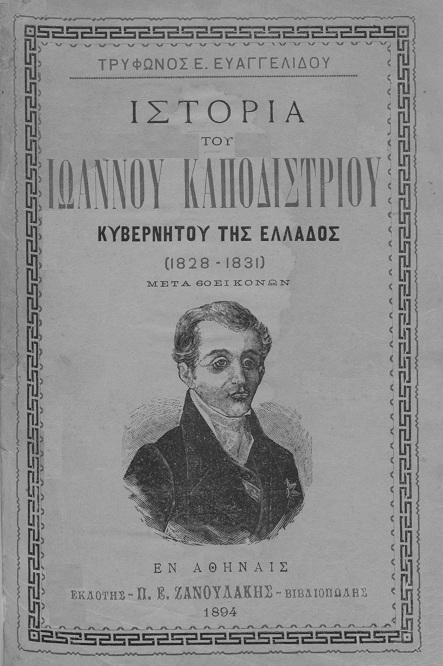 ΤΡΥΦΩΝΟΣ Ε. ΕΥΑΓΓΕΛΙΔΟΥ
ΙΣΤΟΡΙΑ
ΤΟΥ
ΙΩΑΝΝΟΥ ΚΑΠΟΔΙΣΤΡΙΟΥ
ΚΥΒΕΡΝΗΤΟΥ ΤΗΣ ΕΛΛΑΔΟΣ
(1828 - 1831)
ΜΕΤΑ 60 ΕΙΚΟΝΩΝ
ΕΝ ΑΘΗΝΑΙΣ
ΕΚΔΟΤΗΣ - Π. Ε. ΖΑΝΟΥΔΑΚΗΣ - ΒΙΒΛΙΟΠΩΛΗΣ
1894